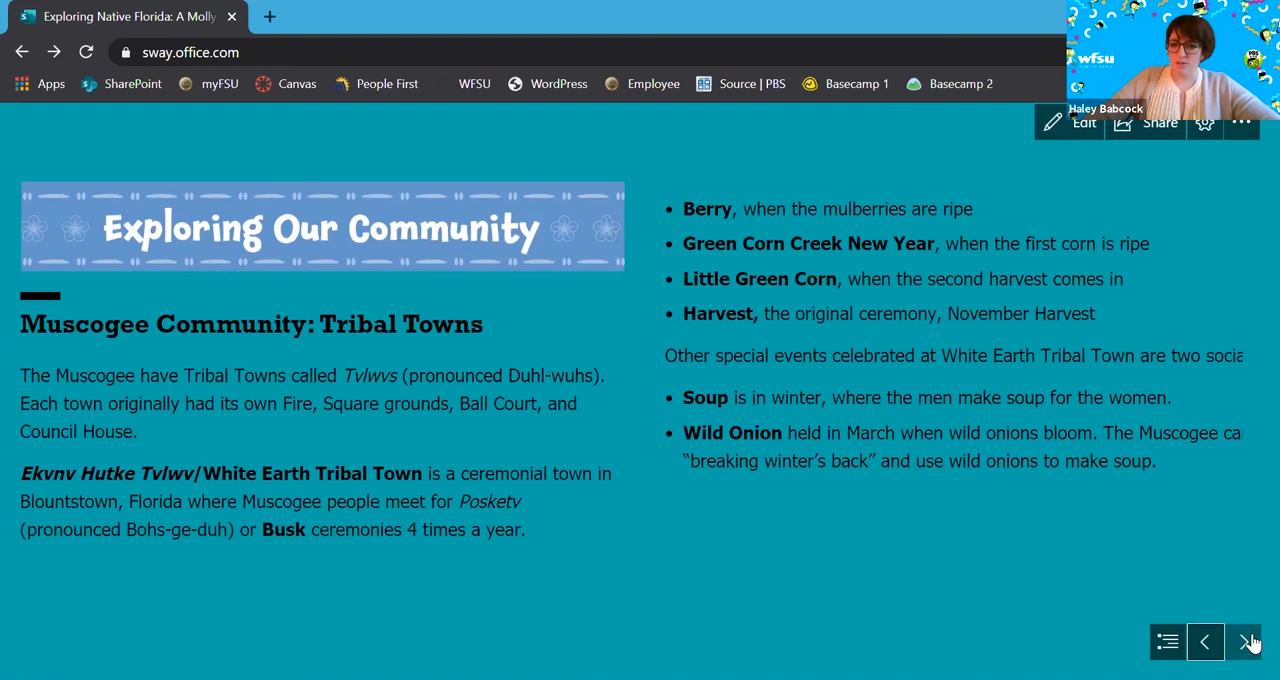 Exploring Native Florida: A Molly
sway.office.com
Apps SharePoint myFSU Canvas People First WFSU WordPress Employee Source | PBS Basecamp 1 Basecamp 2
wfsu
PBS
Haley Babcock
Edit Share
Exploring Our Community
Muscogee Community: Tribal Towns
The Muscogee have Tribal Towns called Tvlwvs (pronounced Duhl-wuhs).
Each town originally had its own Fire, Square grounds, Ball Court, and
Council House.
Ekvnv Hutke Tvlwv/White Earth Tribal Town is a ceremonial town in
Blountstown, Florida where Muscogee people meet for Posketv
(pronounced Bohs-ge-duh) or Busk ceremonies 4 times a year.
• Berry, when the mulberries are ripe
• Green Corn Creek New Year, when the first corn is ripe
• Little Green Corn, when the second harvest comes in
• Harvest, the original ceremony, November Harvest
Other special events celebrated at White Earth Tribal Town are two socia
• Soup is in winter, where the men make soup for the women.
• Wild Onion held in March when wild onions bloom. The Muscogee ca
“breaking winter’s back” and use wild onions to make soup.